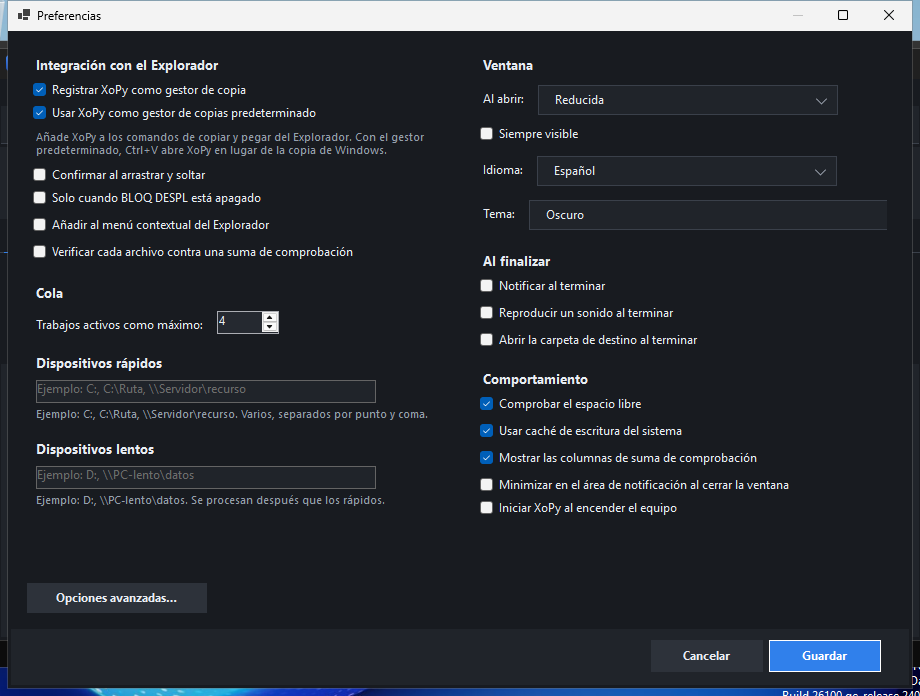 Preferencias
Integración con el Explorador
Registrar XoPy como gestor de copia
Usar XoPy como gestor de copias predeterminado
Añade XoPy a los comandos de copiar y pegar del Explorador. Con el gestor
predeterminado, Ctrl+V abre XoPy en lugar de la copia de Windows.
Confirmar al arrastrar y soltar
Solo cuando BLOQ DESPL está apagado
Añadir al menú contextual del Explorador
Verificar cada archivo contra una suma de comprobación
Cola
Trabajos activos como máximo: 4
Dispositivos rápidos
Ejemplo: C:, C:\Ruta, \\Servidor\recurso
Ejemplo: C:, C:\Ruta, \\Servidor\recurso. Varios, separados por punto y coma.
Dispositivos lentos
Ejemplo: D:, \\PC-lento\datos
Ejemplo: D:, \\PC-lento\datos. Se procesan después que los rápidos.
Opciones avanzadas...
Ventana
Al abrir: Reducida
Siempre visible
Idioma: Español
Tema: Oscuro
Al finalizar
Notificar al terminar
Reproducir un sonido al terminar
Abrir la carpeta de destino al terminar
Comportamiento
Comprobar el espacio libre
Usar caché de escritura del sistema
Mostrar las columnas de suma de comprobación
Minimizar en el área de notificación al cerrar la ventana
Iniciar XoPy al encender el equipo
Cancelar
Guardar